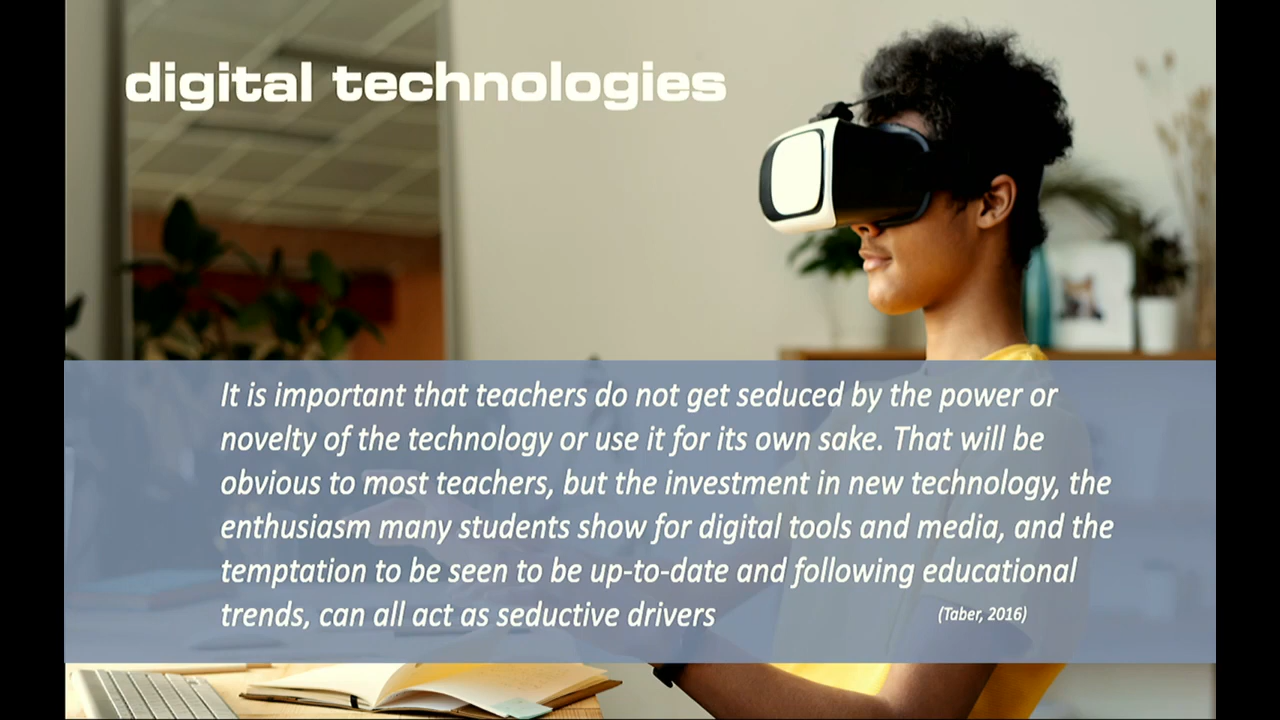 digital technologies
It is important that teachers do not get seduced by the power or
novelty of the technology or use it for its own sake. That will be
obvious to most teachers, but the investment in new technology, the
enthusiasm many students show for digital tools and media, and the
temptation to be seen to be up-to-date and following educational
trends, can all act as seductive drivers
(Taber, 2016)